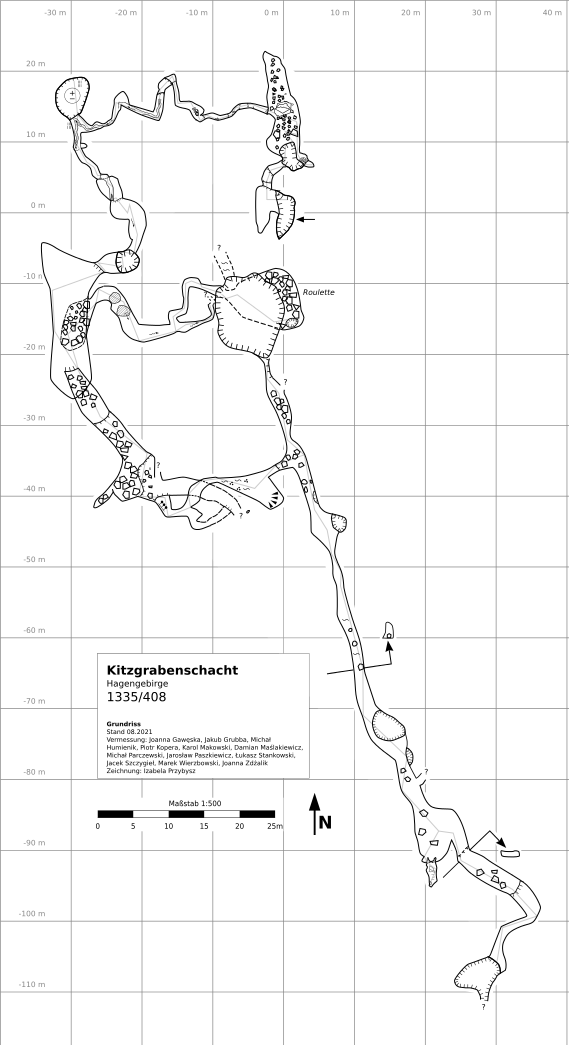 -30 m -20 m -10 m 0 m 10 m 20 m 30 m 40 m
20 m
10 m
0 m
?
-10 m
Roulette
-20 m
?
-30 m
?
-40 m
?
-50 m
-60 m
Kitzgrabenschacht
Hagengebirge
1335/408
Grundriss
Stand 08.2021
Vermessung: Joanna Gawęska, Jakub Grubba, Michał
Humienik, Piotr Kopera, Karol Makowski, Damian Maślakiewicz,
Michał Parczewski, Jarosław Paszkiewicz, Łukasz Stankowski,
Jacek Szczygieł, Marek Wierzbowski, Joanna Zdżalik
Zeichnung: Izabela Przybysz
-70 m
?
-80 m
Maßstab 1:500
0 5 10 15 20 25m
N
-90 m
-100 m
-110 m
?